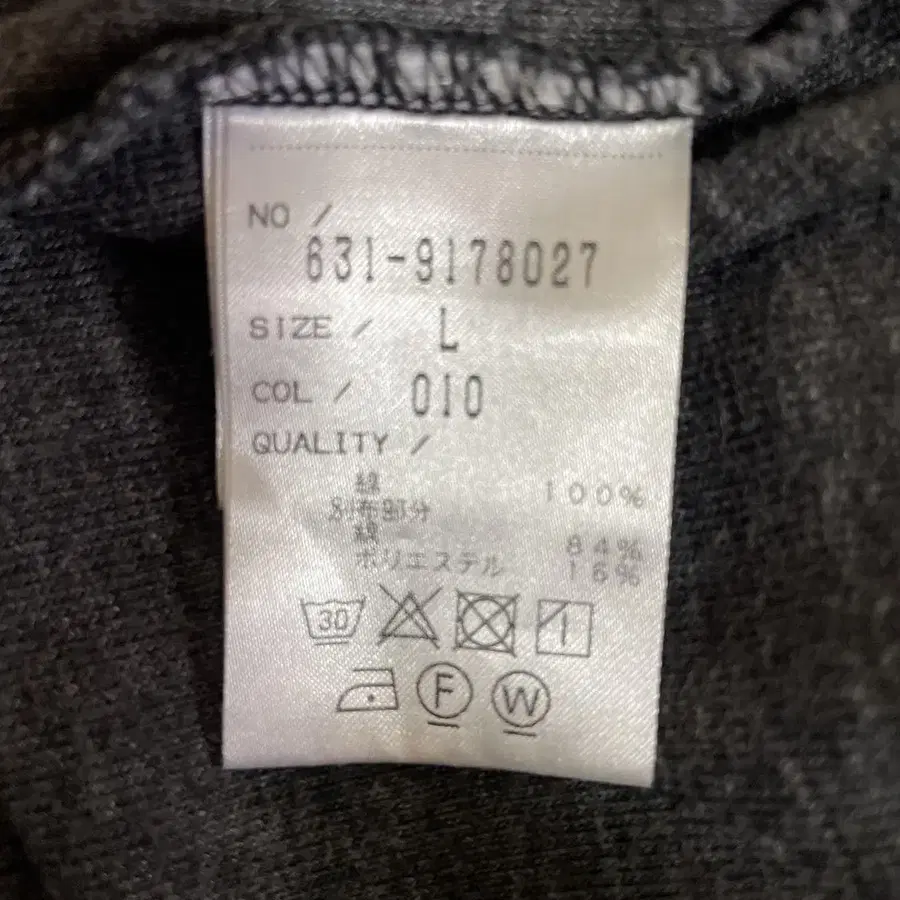 NO /
631-9178027
SIZE / L
COL / 010
QUALITY /
綿 100%
別布部分
綿 84%
ポリエステル 16%
30
F W